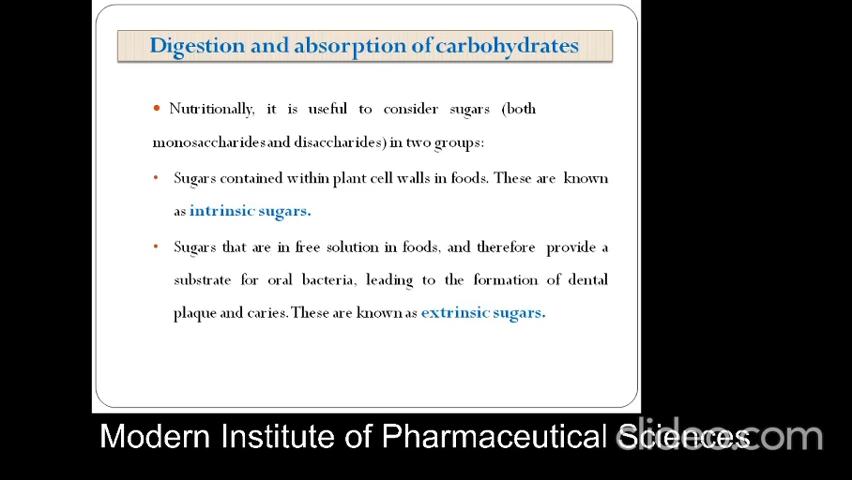 Digestion and absorption of carbohydrates
• Nutritionally, it is useful to consider sugars (both
monosaccharides and disaccharides) in two groups:
• Sugars contained within plant cell walls in foods. These are known
as intrinsic sugars.
• Sugars that are in free solution in foods, and therefore provide a
substrate for oral bacteria, leading to the formation of dental
plaque and caries. These are known as extrinsic sugars.
Modern Institute of Pharmaceutical Sciences
clideo.com